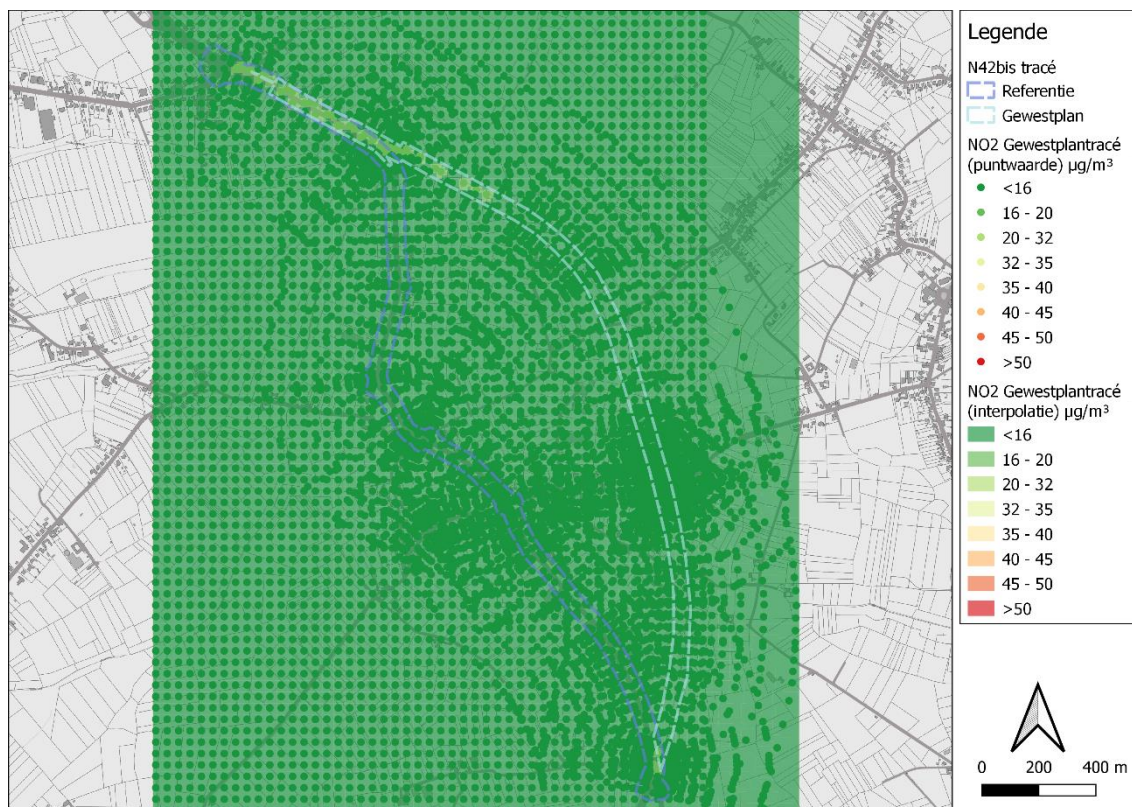 Legende
N42bis tracé
Referentie
Gewestplan
NO2 Gewestplantracé
(puntwaarde) µg/m³
<16
16 - 20
20 - 32
32 - 35
35 - 40
40 - 45
45 - 50
>50
NO2 Gewestplantracé
(interpolatie) µg/m³
<16
16 - 20
20 - 32
32 - 35
35 - 40
40 - 45
45 - 50
>50
0 200 400 m